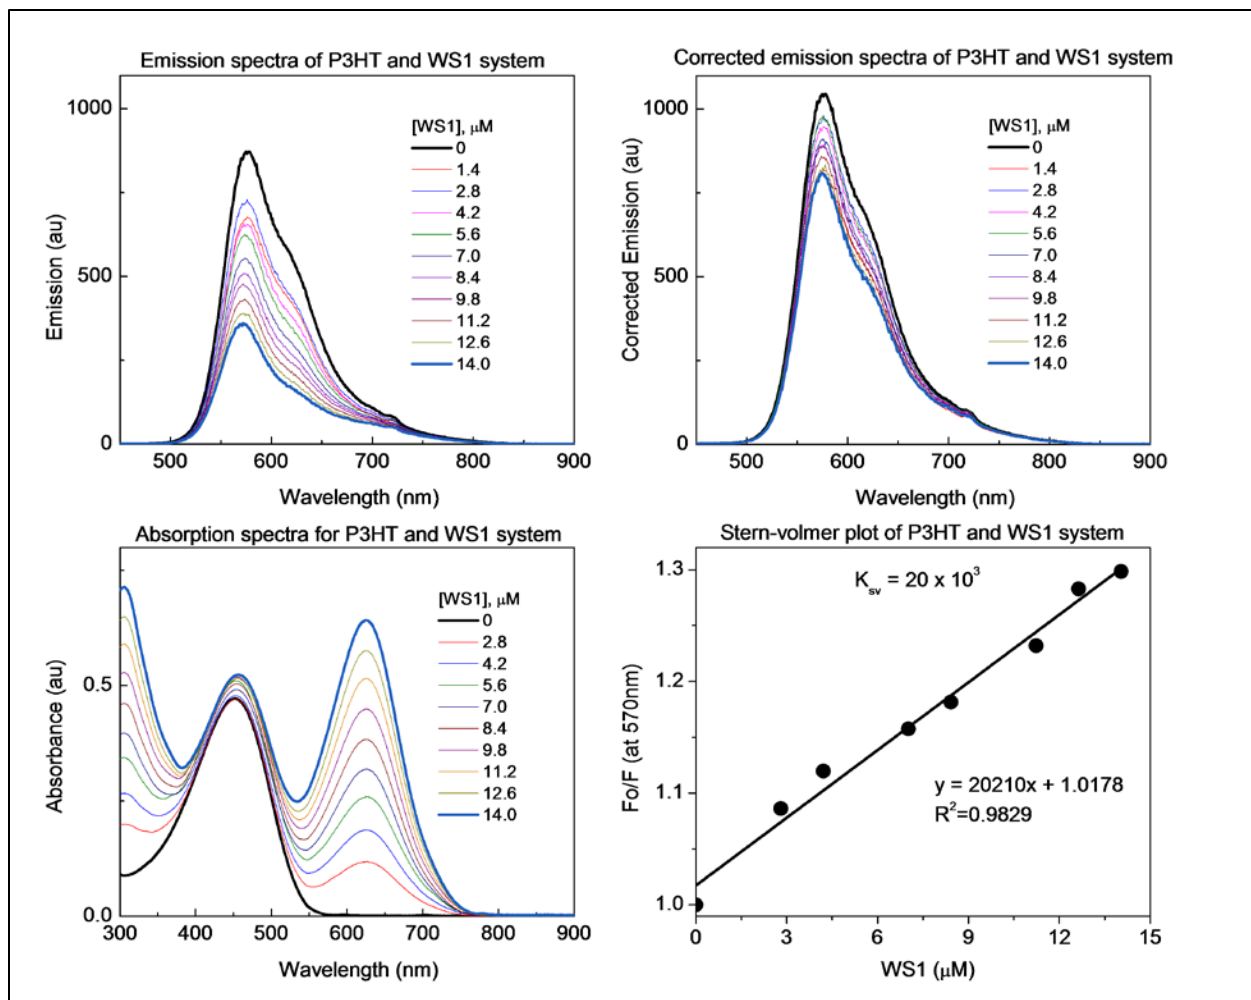 Emission spectra of P3HT and WS1 system
1000
500
0
Emission (au)
[WS1], μM
0
1.4
2.8
4.2
5.6
7.0
8.4
9.8
11.2
12.6
14.0
500 600 700 800 900
Wavelength (nm)
Corrected emission spectra of P3HT and WS1 system
1000
500
0
Corrected Emission (au)
[WS1], μM
0
1.4
2.8
4.2
5.6
7.0
8.4
9.8
11.2
12.6
14.0
500 600 700 800 900
Wavelength (nm)
Absorption spectra for P3HT and WS1 system
0.5
0.0
Absorbance (au)
[WS1], μM
0
2.8
4.2
5.6
7.0
8.4
9.8
11.2
12.6
14.0
300 400 500 600 700 800 900
Wavelength (nm)
Stern-volmer plot of P3HT and WS1 system
1.3
1.2
1.1
1.0
Fo/F (at 570nm)
Ksv = 20 x 10³
y = 20210x + 1.0178
R²=0.9829
0 3 6 9 12 15
WS1 (μM)